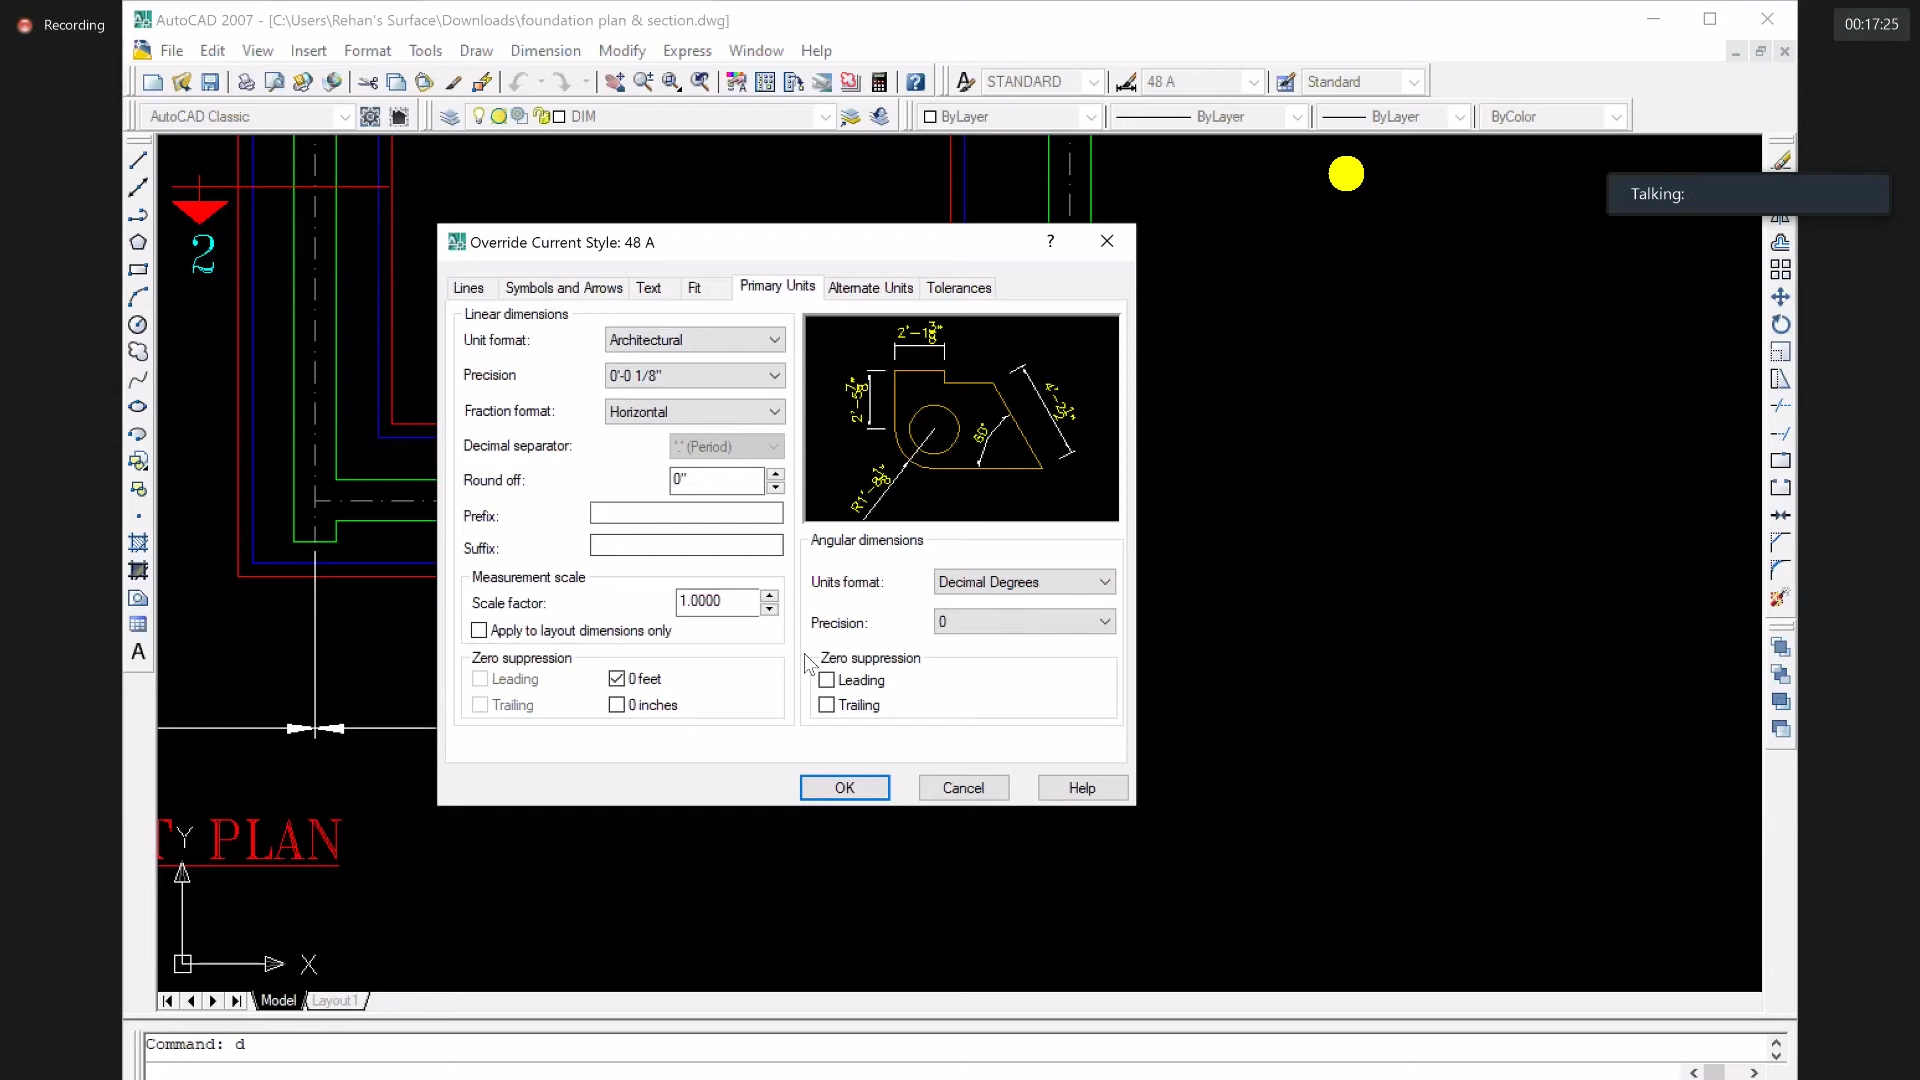 Recording
AutoCAD 2007 - [C:\Users\Rehan's Surface\Downloads\foundation plan & section.dwg]
00:17:25
File Edit View Insert Format Tools Draw Dimension Modify Express Window Help
STANDARD 48 A Standard
AutoCAD Classic DIM ByLayer ByLayer ByLayer ByColor
Talking:
2
Override Current Style: 48 A
Lines Symbols and Arrows Text Fit Primary Units Alternate Units Tolerances
Linear dimensions
Unit format: Architectural
Precision 0'-0 1/8"
Fraction format: Horizontal
Decimal separator: '.' (Period)
Round off: 0"
Prefix:
Suffix:
Measurement scale
Scale factor: 1.0000
Apply to layout dimensions only
Zero suppression
Leading 0 feet
Trailing 0 inches
60°
Angular dimensions
Units format: Decimal Degrees
Precision: 0
Zero suppression
Leading
Trailing
OK Cancel Help
T PLAN
Y
X
A
Model Layout1
Command: d